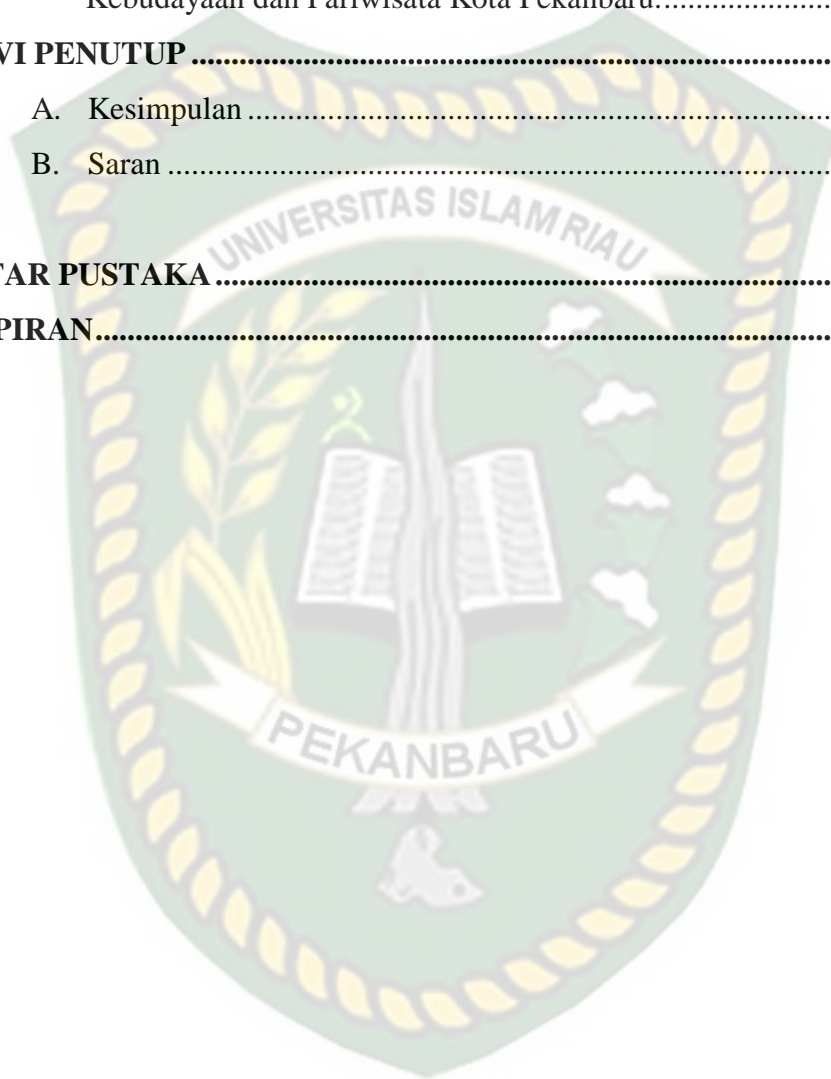 Kebudayaan dan Pariwisata Kota Pekanbaru........................
VI PENUTUP................................................................................
A. Kesimpulan.........................................................................
B. Saran...................................................................................
UNIVERSITAS ISLAM RIAU
TAR PUSTAKA.............................................................................
PIRAN............................................................................................
PEKANBARU